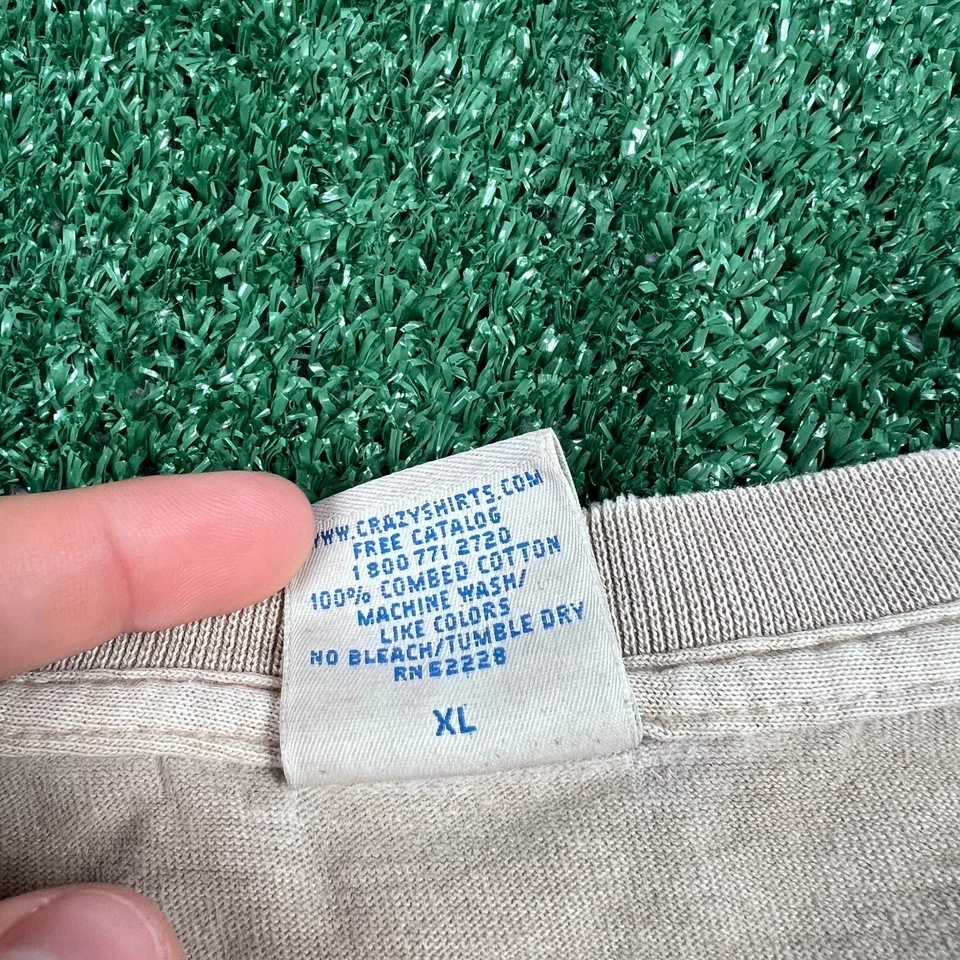 WWW.CRAZYSHIRTS.COM
FREE CATALOG
1 800 771 2720
100% COMBED COTTON
MACHINE WASH/
LIKE COLORS
NO BLEACH/TUMBLE DRY
RN 52228
XL